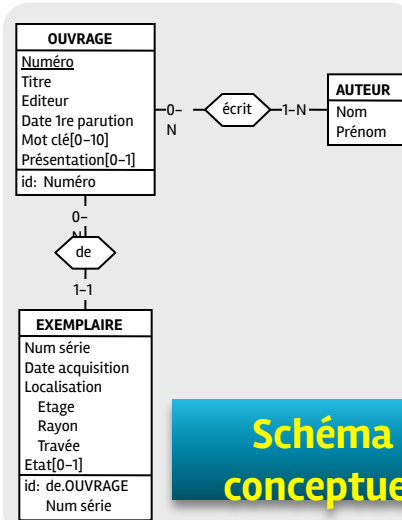 OUVRAGE
Numéro
Titre
Editeur
Date 1re parution
Mot clé[0-10]
Présentation[0-1]
id: Numéro
0-
N
écrit
1-N
AUTEUR
Nom
Prénom
0-
N
de
1-1
EXEMPLAIRE
Num série
Date acquisition
Localisation
Etage
Rayon
Travée
Etat[0-1]
id: de.OUVRAGE
Num série
Schéma
conceptue